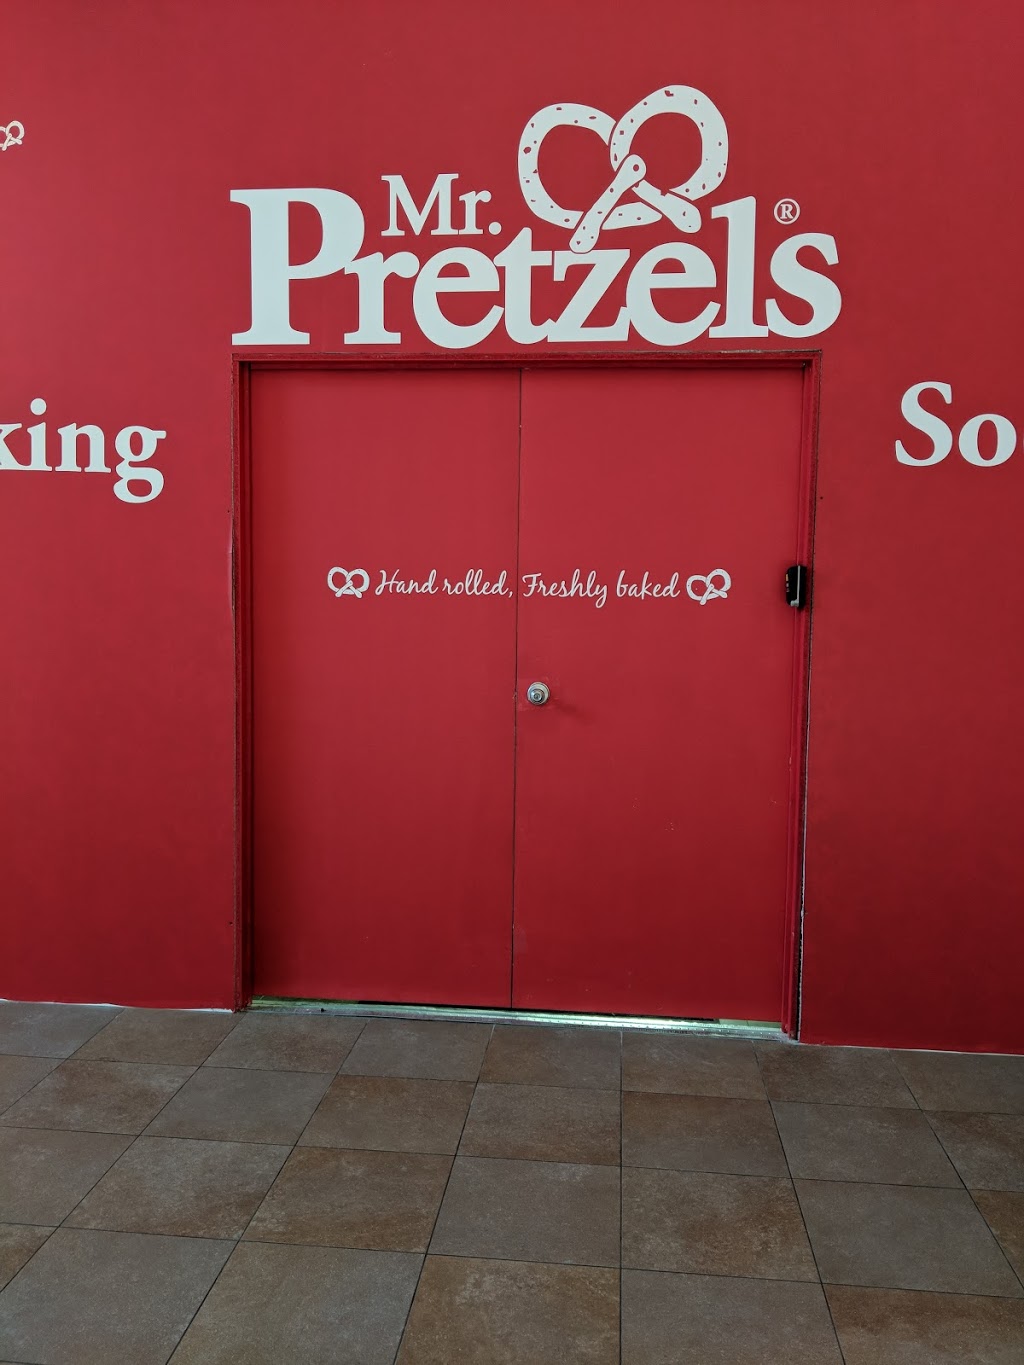 Mr.
Pretzels®
king
So
Hand rolled, Freshly baked